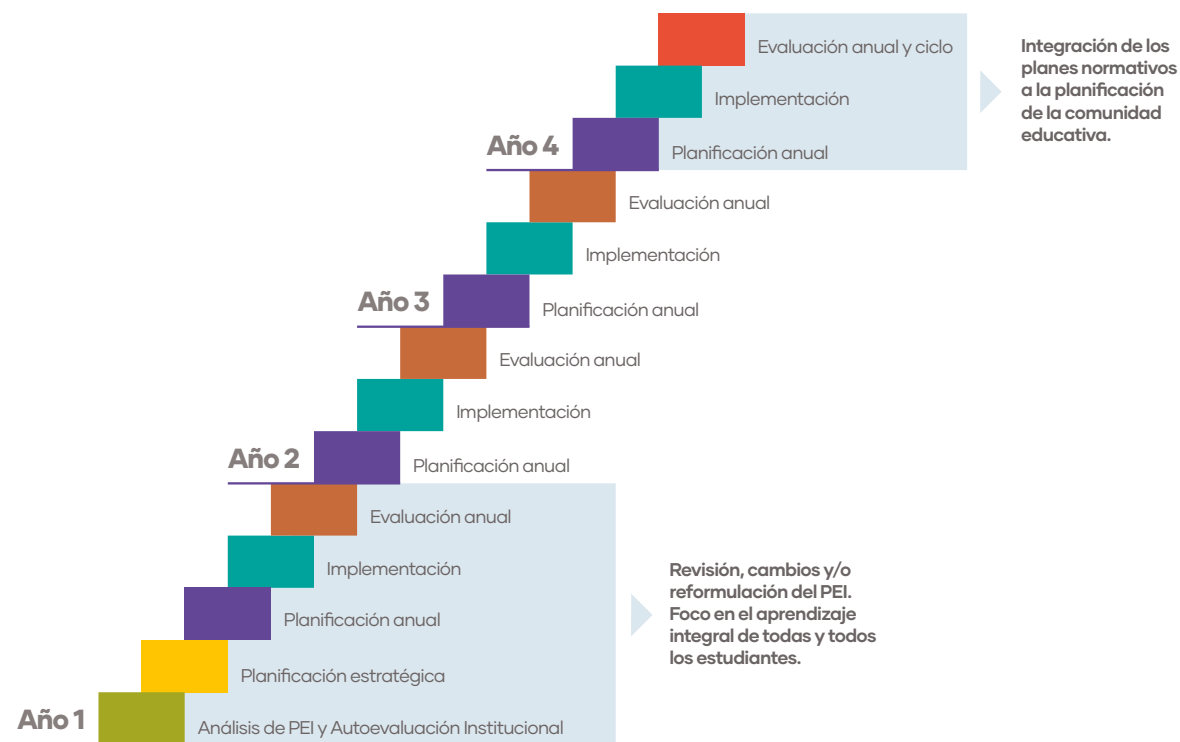 Evaluación anual y ciclo
Implementación
Año 4
Planificación anual
Integración de los
planes normativos
a la planificación
de la comunidad
educativa.
Evaluación anual
Implementación
Año 3
Planificación anual
Evaluación anual
Implementación
Año 2
Planificación anual
Evaluación anual
Implementación
Planificación anual
Planificación estratégica
Año 1
Análisis de PEI y Autoevaluación Institucional
Revisión, cambios y/o
reformulación del PEI.
Foco en el aprendizaje
integral de todas y todos
los estudiantes.